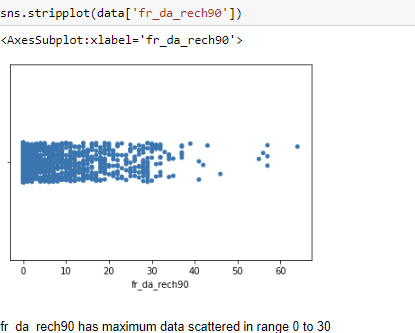 sns.stripplot(data['fr_da_rech90'])
<AxesSubplot:xlabel='fr_da_rech90'>
0 10 20 30 40 50 60
fr_da_rech90
fr_da_rech90 has maximum data scattered in range 0 to 30